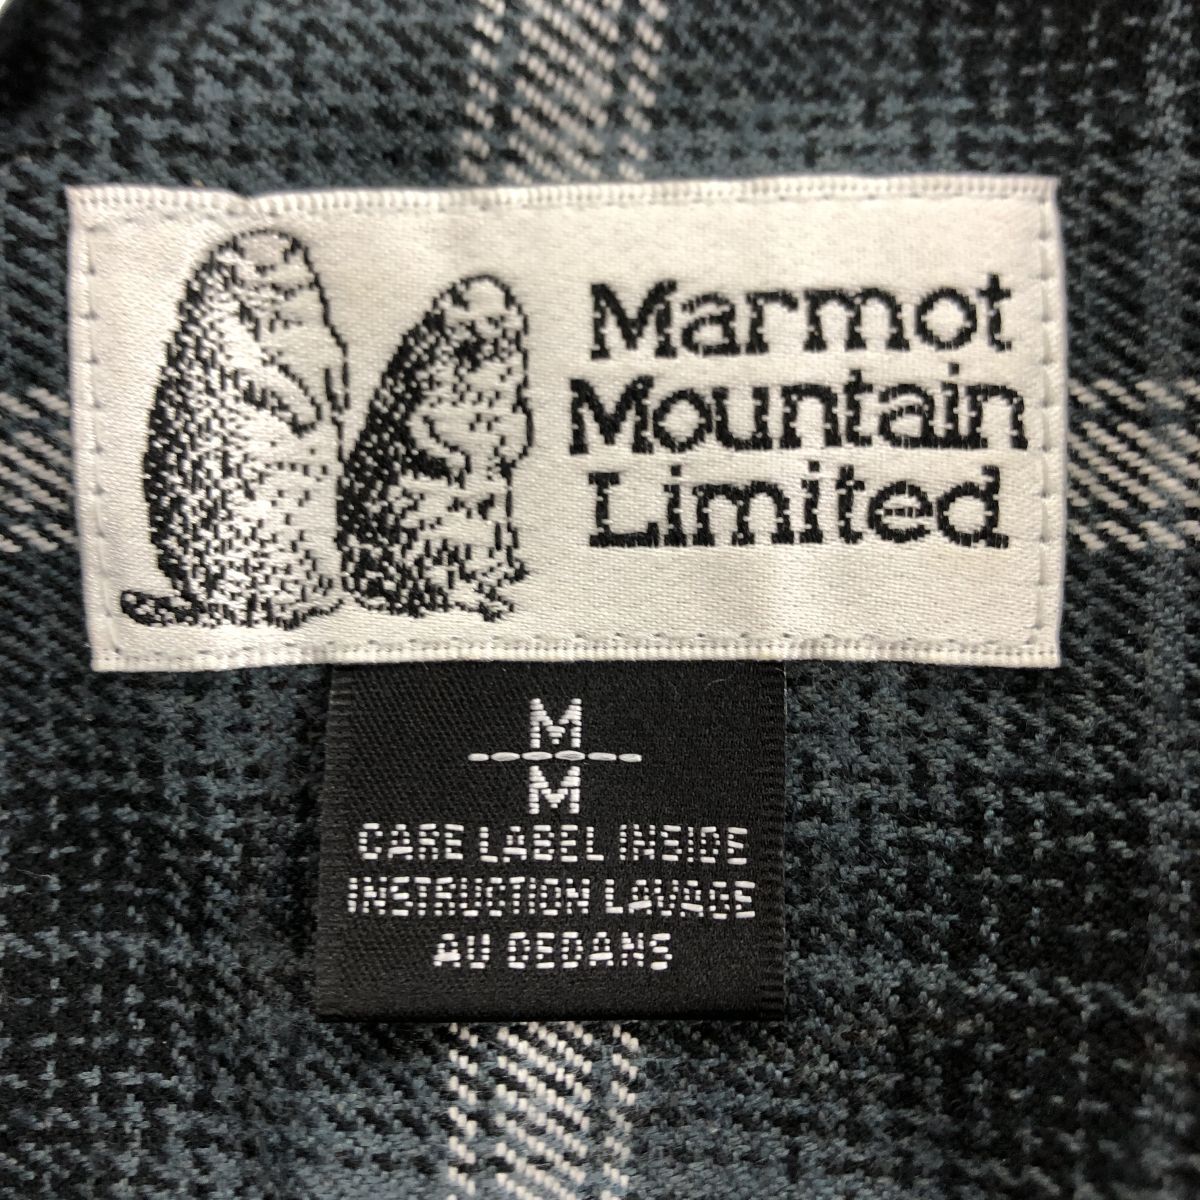 Marmot
Mountain
Limited
M
M
CARE LABEL INSIDE
INSTRUCTION LAVAGE
AU DEDANS